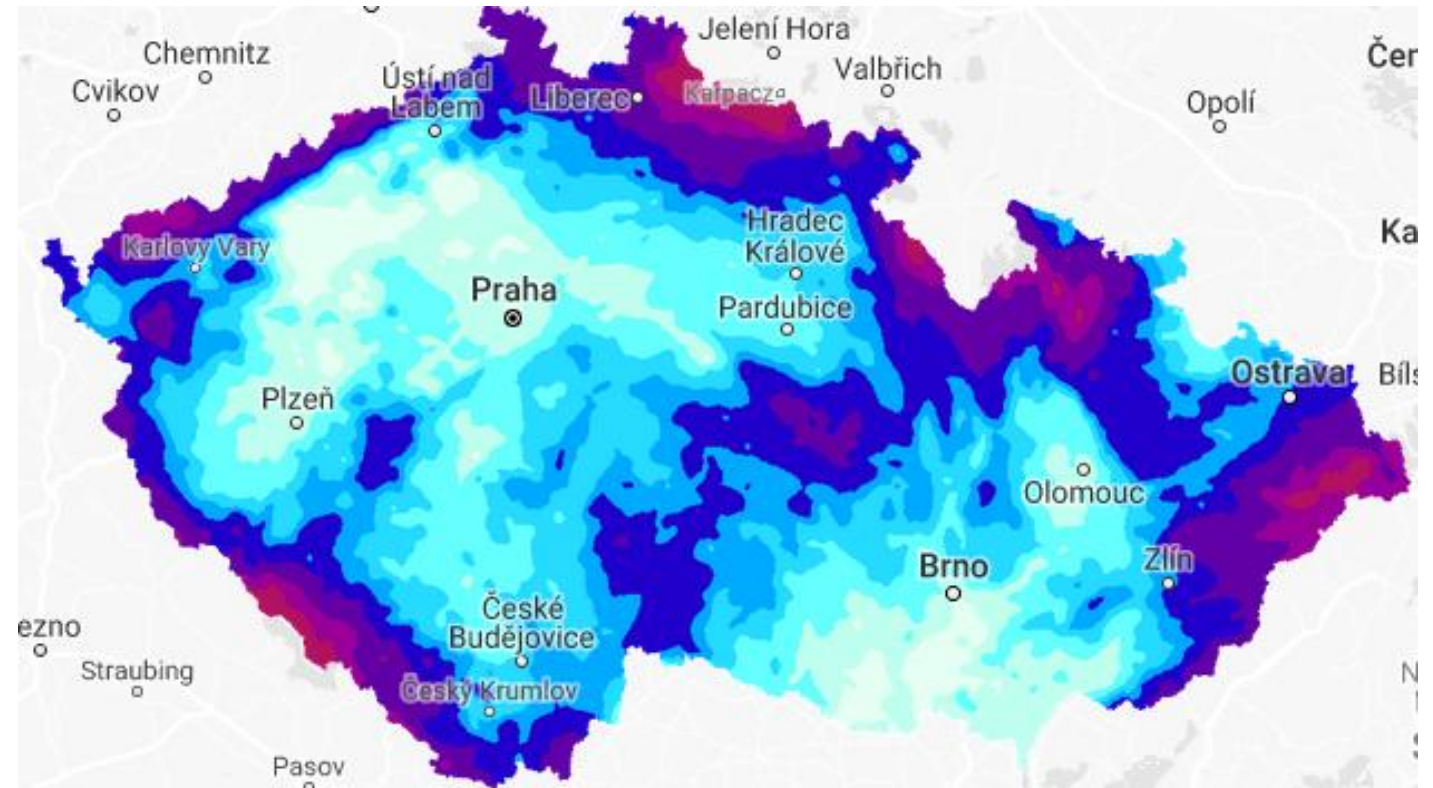 Jelení Hora
Čer
Chemnitz
Valbřich
Cvikov
Ústí nad
Labem
Liberec
Karpacz
Opolí
Hradec
Králové
Ka
Karlovy Vary
Praha
Pardubice
Ostrava
Bíls
Plzeň
Olomouc
Brno
Zlín
České
Budějovice
ezno
Straubing
Český Krumlov
Pasov